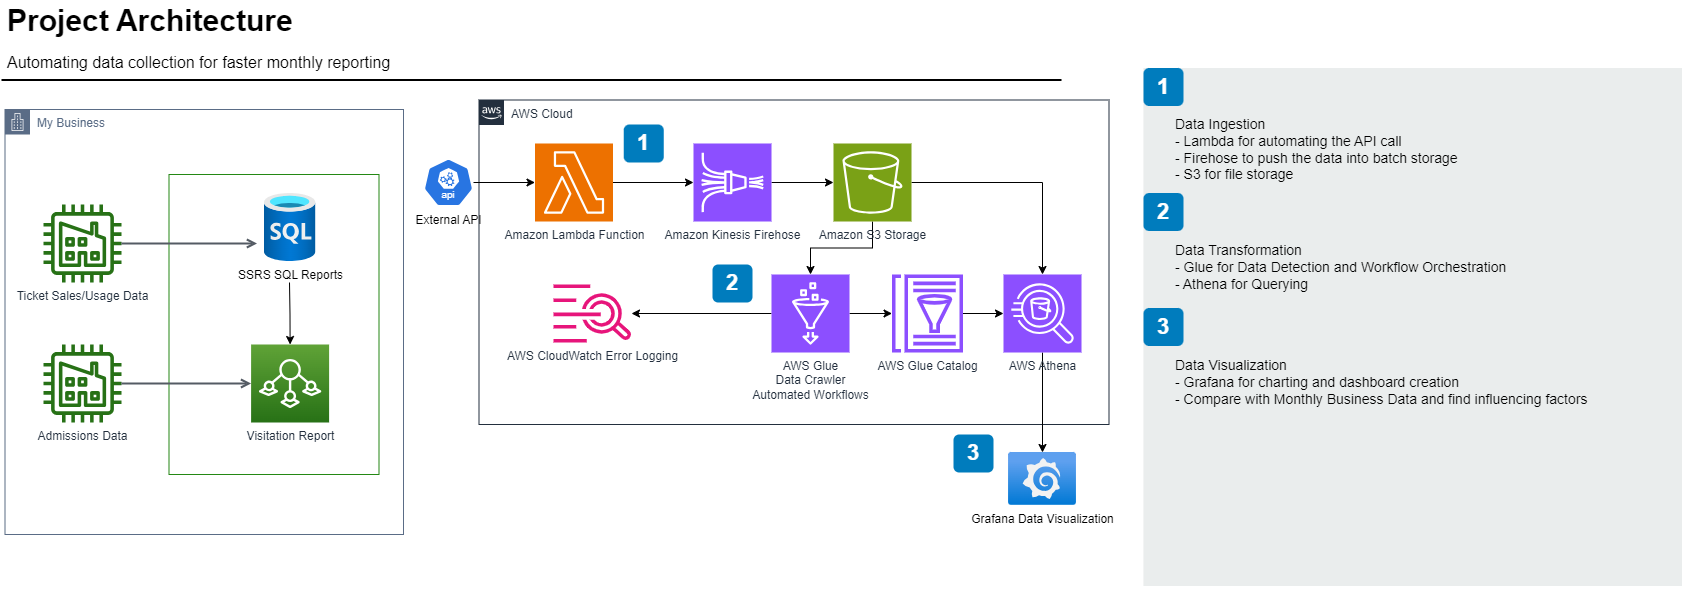 Project Architecture
Automating data collection for faster monthly reporting
My Business
Ticket Sales/Usage Data
SQL
SSRS SQL Reports
Admissions Data
Visitation Report
api
External API
aws
AWS Cloud
1
Amazon Lambda Function
Amazon Kinesis Firehose
Amazon S3 Storage
2
AWS CloudWatch Error Logging
AWS Glue
Data Crawler
Automated Workflows
AWS Glue Catalog
AWS Athena
3
Grafana Data Visualization
1
Data Ingestion
- Lambda for automating the API call
- Firehose to push the data into batch storage
- S3 for file storage
2
Data Transformation
- Glue for Data Detection and Workflow Orchestration
- Athena for Querying
3
Data Visualization
- Grafana for charting and dashboard creation
- Compare with Monthly Business Data and find influencing factors